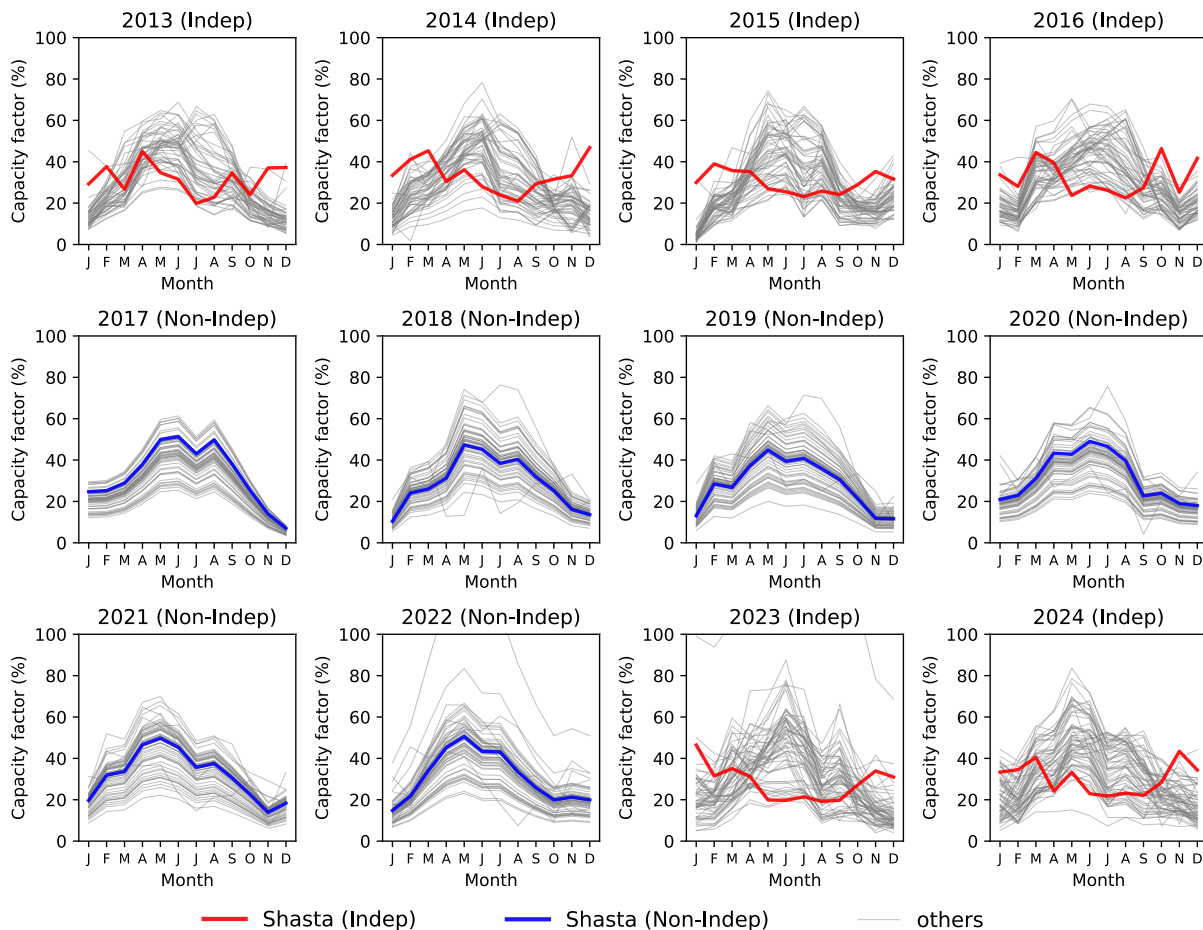 2013 (Indep) 2014 (Indep) 2015 (Indep) 2016 (Indep)
100 100 100 100
80 80 80 80
60 60 60 60
40 40 40 40
20 20 20 20
0 0 0 0
Capacity factor (%) Capacity factor (%) Capacity factor (%) Capacity factor (%)
J F M A M J J A S O N D J F M A M J J A S O N D J F M A M J J A S O N D J F M A M J J A S O N D
Month Month Month Month
2017 (Non-Indep) 2018 (Non-Indep) 2019 (Non-Indep) 2020 (Non-Indep)
100 100 100 100
80 80 80 80
60 60 60 60
40 40 40 40
20 20 20 20
0 0 0 0
Capacity factor (%) Capacity factor (%) Capacity factor (%) Capacity factor (%)
J F M A M J J A S O N D J F M A M J J A S O N D J F M A M J J A S O N D J F M A M J J A S O N D
Month Month Month Month
2021 (Non-Indep) 2022 (Non-Indep) 2023 (Indep) 2024 (Indep)
100 100 100 100
80 80 80 80
60 60 60 60
40 40 40 40
20 20 20 20
0 0 0 0
Capacity factor (%) Capacity factor (%) Capacity factor (%) Capacity factor (%)
J F M A M J J A S O N D J F M A M J J A S O N D J F M A M J J A S O N D J F M A M J J A S O N D
Month Month Month Month
Shasta (Indep) Shasta (Non-Indep) others